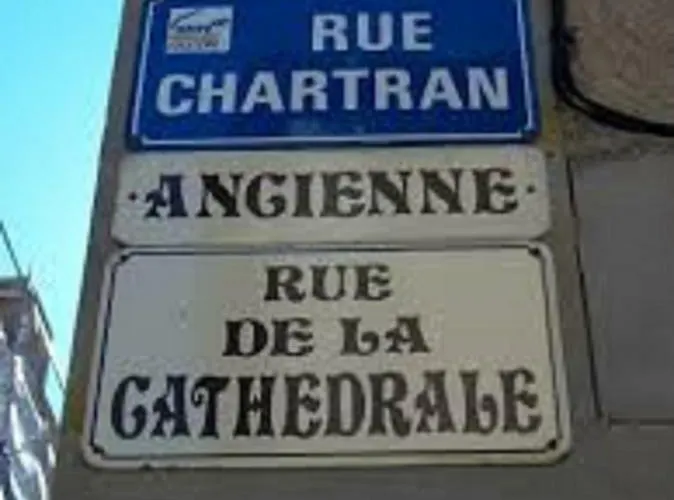 RUE
CHARTRAN
·ANCIENNE·
RUE
DE LA
CATHEDRALE